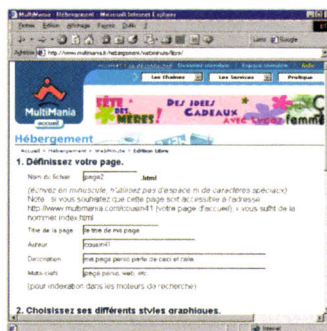 MultiMania - Hébergement - Microsoft Internet Explorer
Fichier Edition Affichage Favoris Outils ?
Liens Google
Adresse http://www.multimania.fr/hebergement/webminute/libre/
Les Chaînes Les Services Pratique
MultiMania
accueil
FÊTE DES MÈRES!
DES IDÉES CADEAUX
AVEC LYCOS femme
Hébergement
Accueil > Hébergement > WebMinute > Edition Libre
1. Définissez votre page.
Nom du fichier page2 .html
(écrivez en minuscule, n'utilisez pas d'espace ni de caractères spéciaux)
Note : si vous souhaitez que cette page soit accessible à l'adresse
http://www.multimania.com/cousin41 (votre page d'accueil), il vous suffit de la
nommer index.html
Titre de la page le titre de ma page
Auteur cousin41
Description ma page perso parle de ceci et cela
Mots-clefs page perso, web, etc
(pour indexation dans les moteurs de recherche)
2. Choisissez ses différents styles graphiques.
Internet